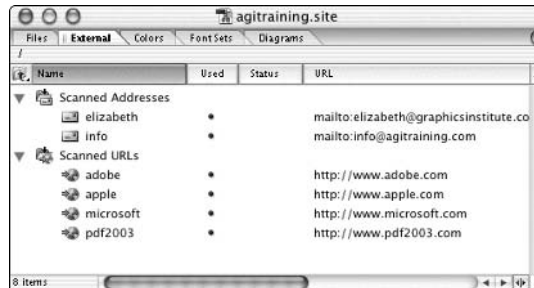 agitraining.site
Files External Colors Font Sets Diagrams
/
Name Used Status URL
Scanned Addresses
elizabeth mailto:elizabeth@graphicsinstitute.co
info mailto:info@agitraining.com
Scanned URLs
adobe http://www.adobe.com
apple http://www.apple.com
microsoft http://www.microsoft.com
pdf2003 http://www.pdf2003.com
8 items